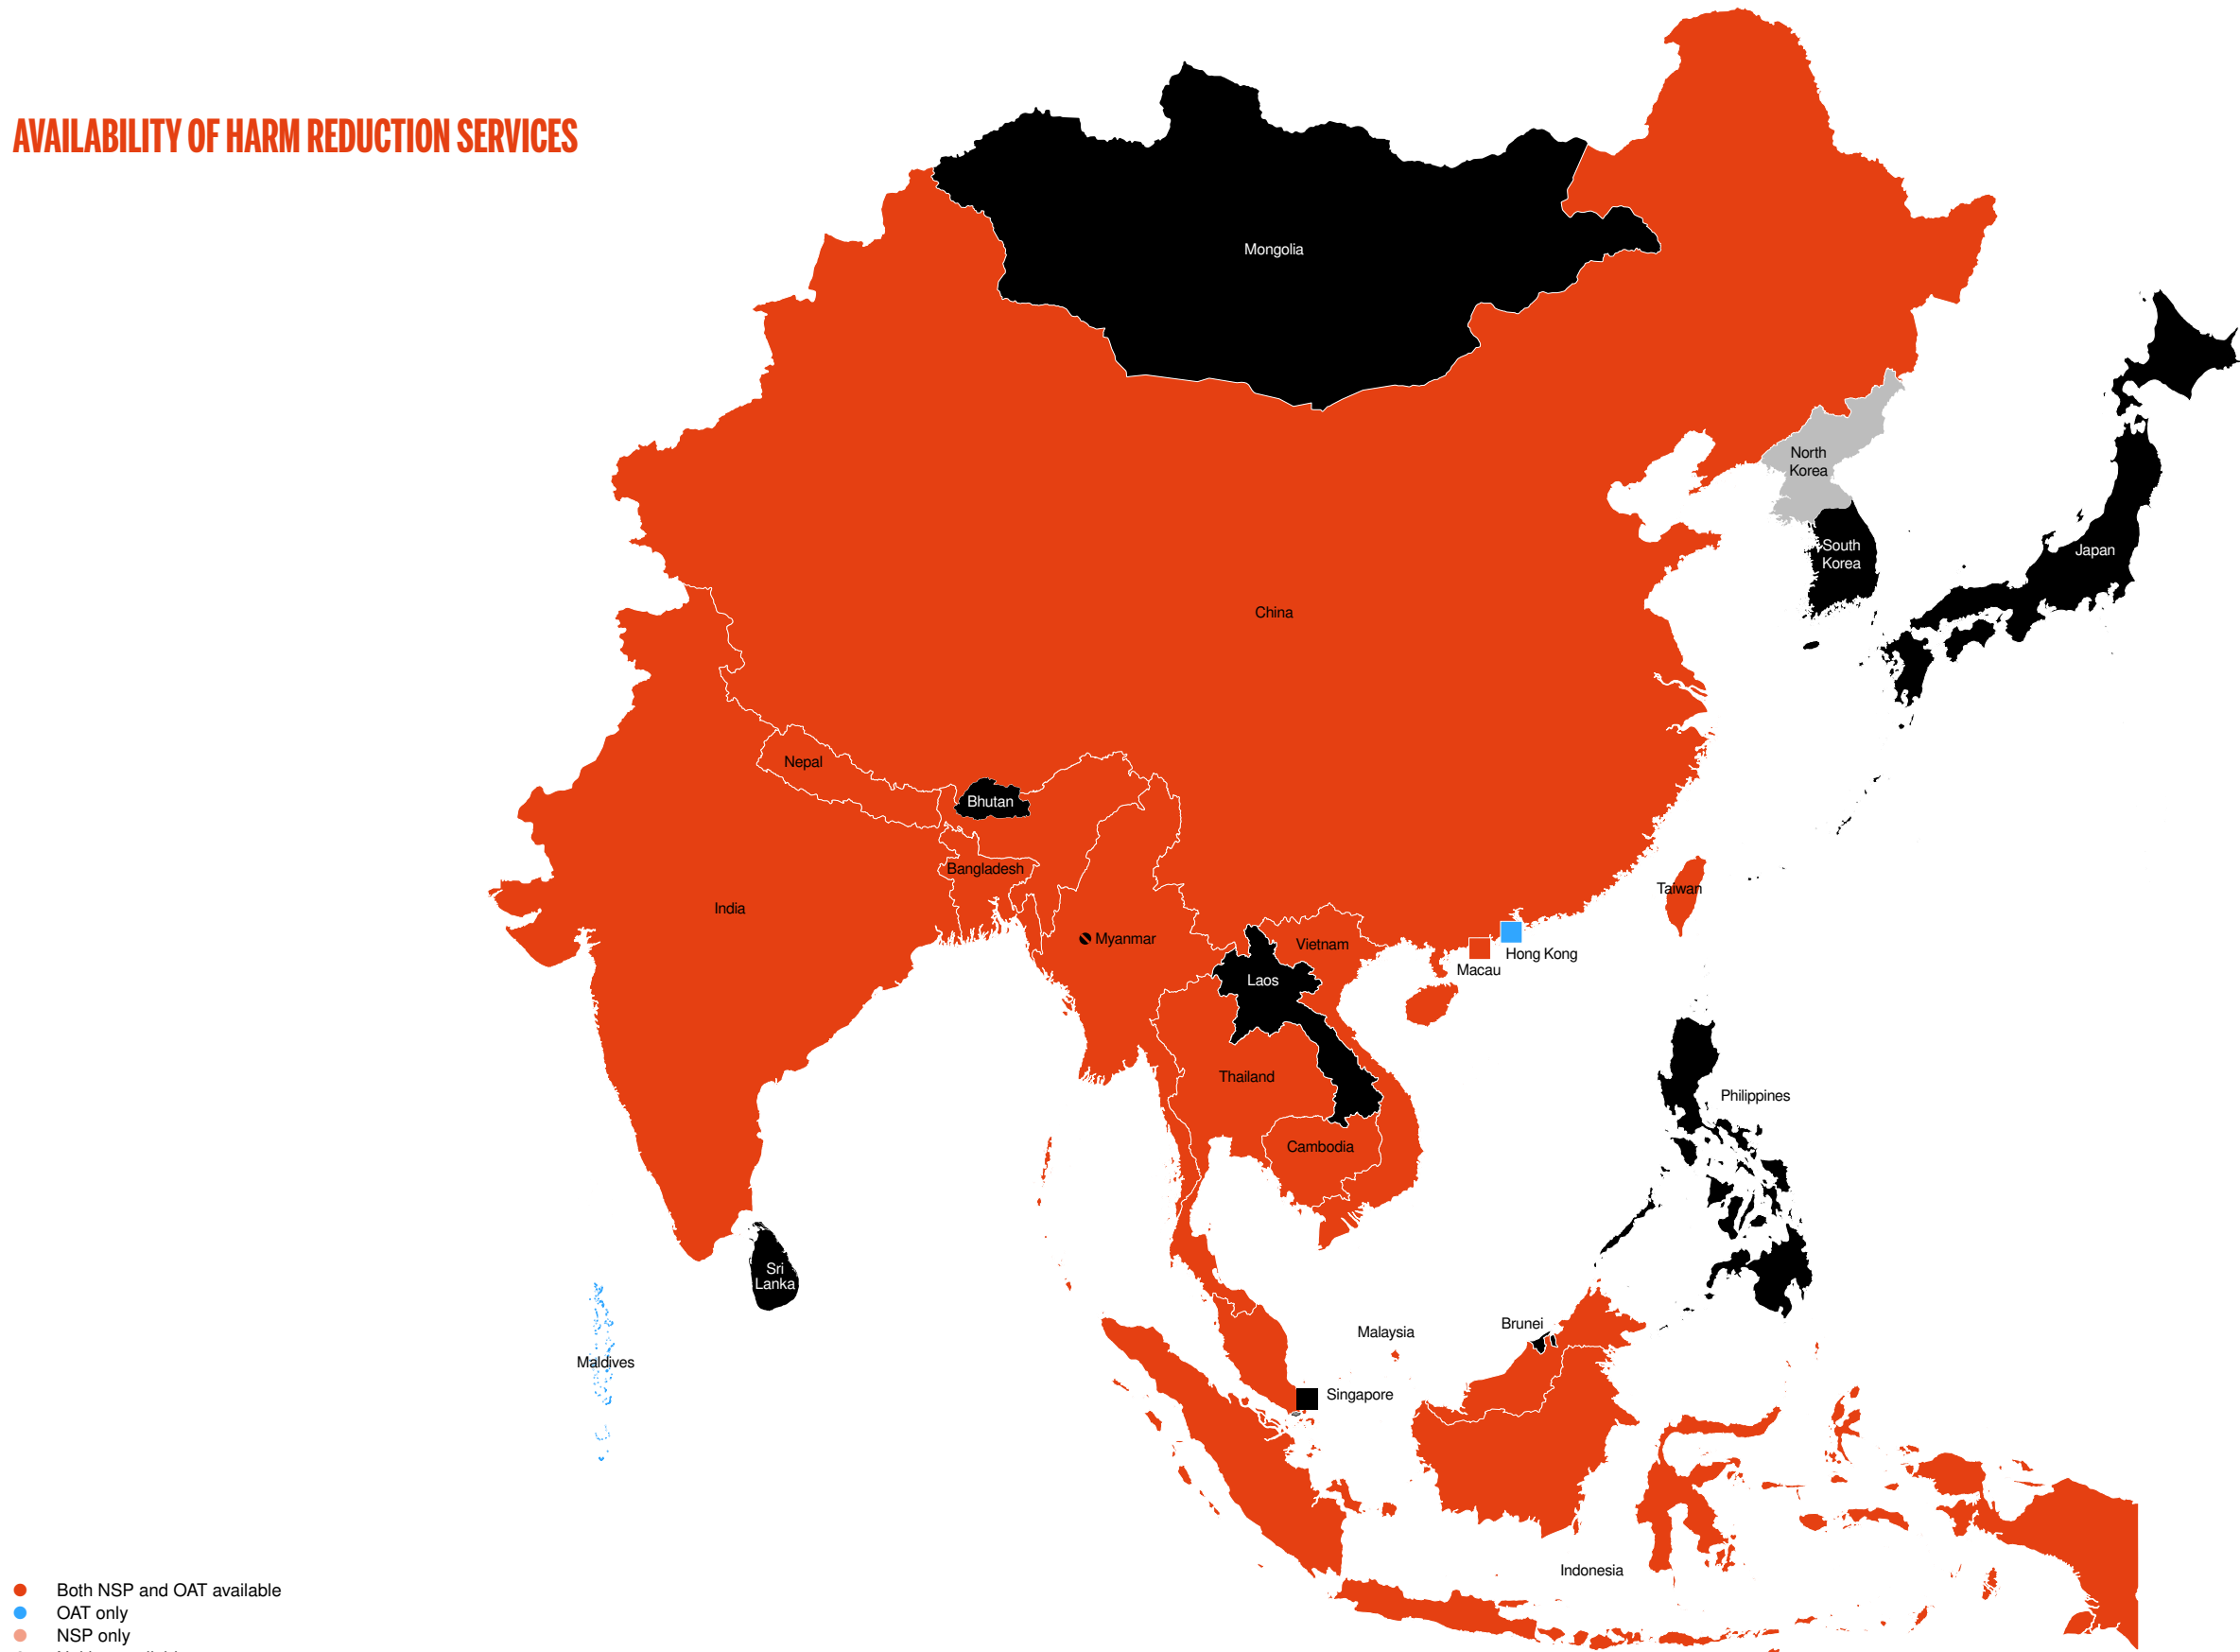 AVAILABILITY OF HARM REDUCTION SERVICES
Mongolia
North
Korea
South
Korea
Japan
China
Nepal
Bhutan
Bangladesh
India
Taiwan
Myanmar
Vietnam
Hong Kong
Macau
Laos
Thailand
Philippines
Cambodia
Sri
Lanka
Brunei
Malaysia
Maldives
Singapore
Indonesia
Both NSP and OAT available
OAT only
NSP only